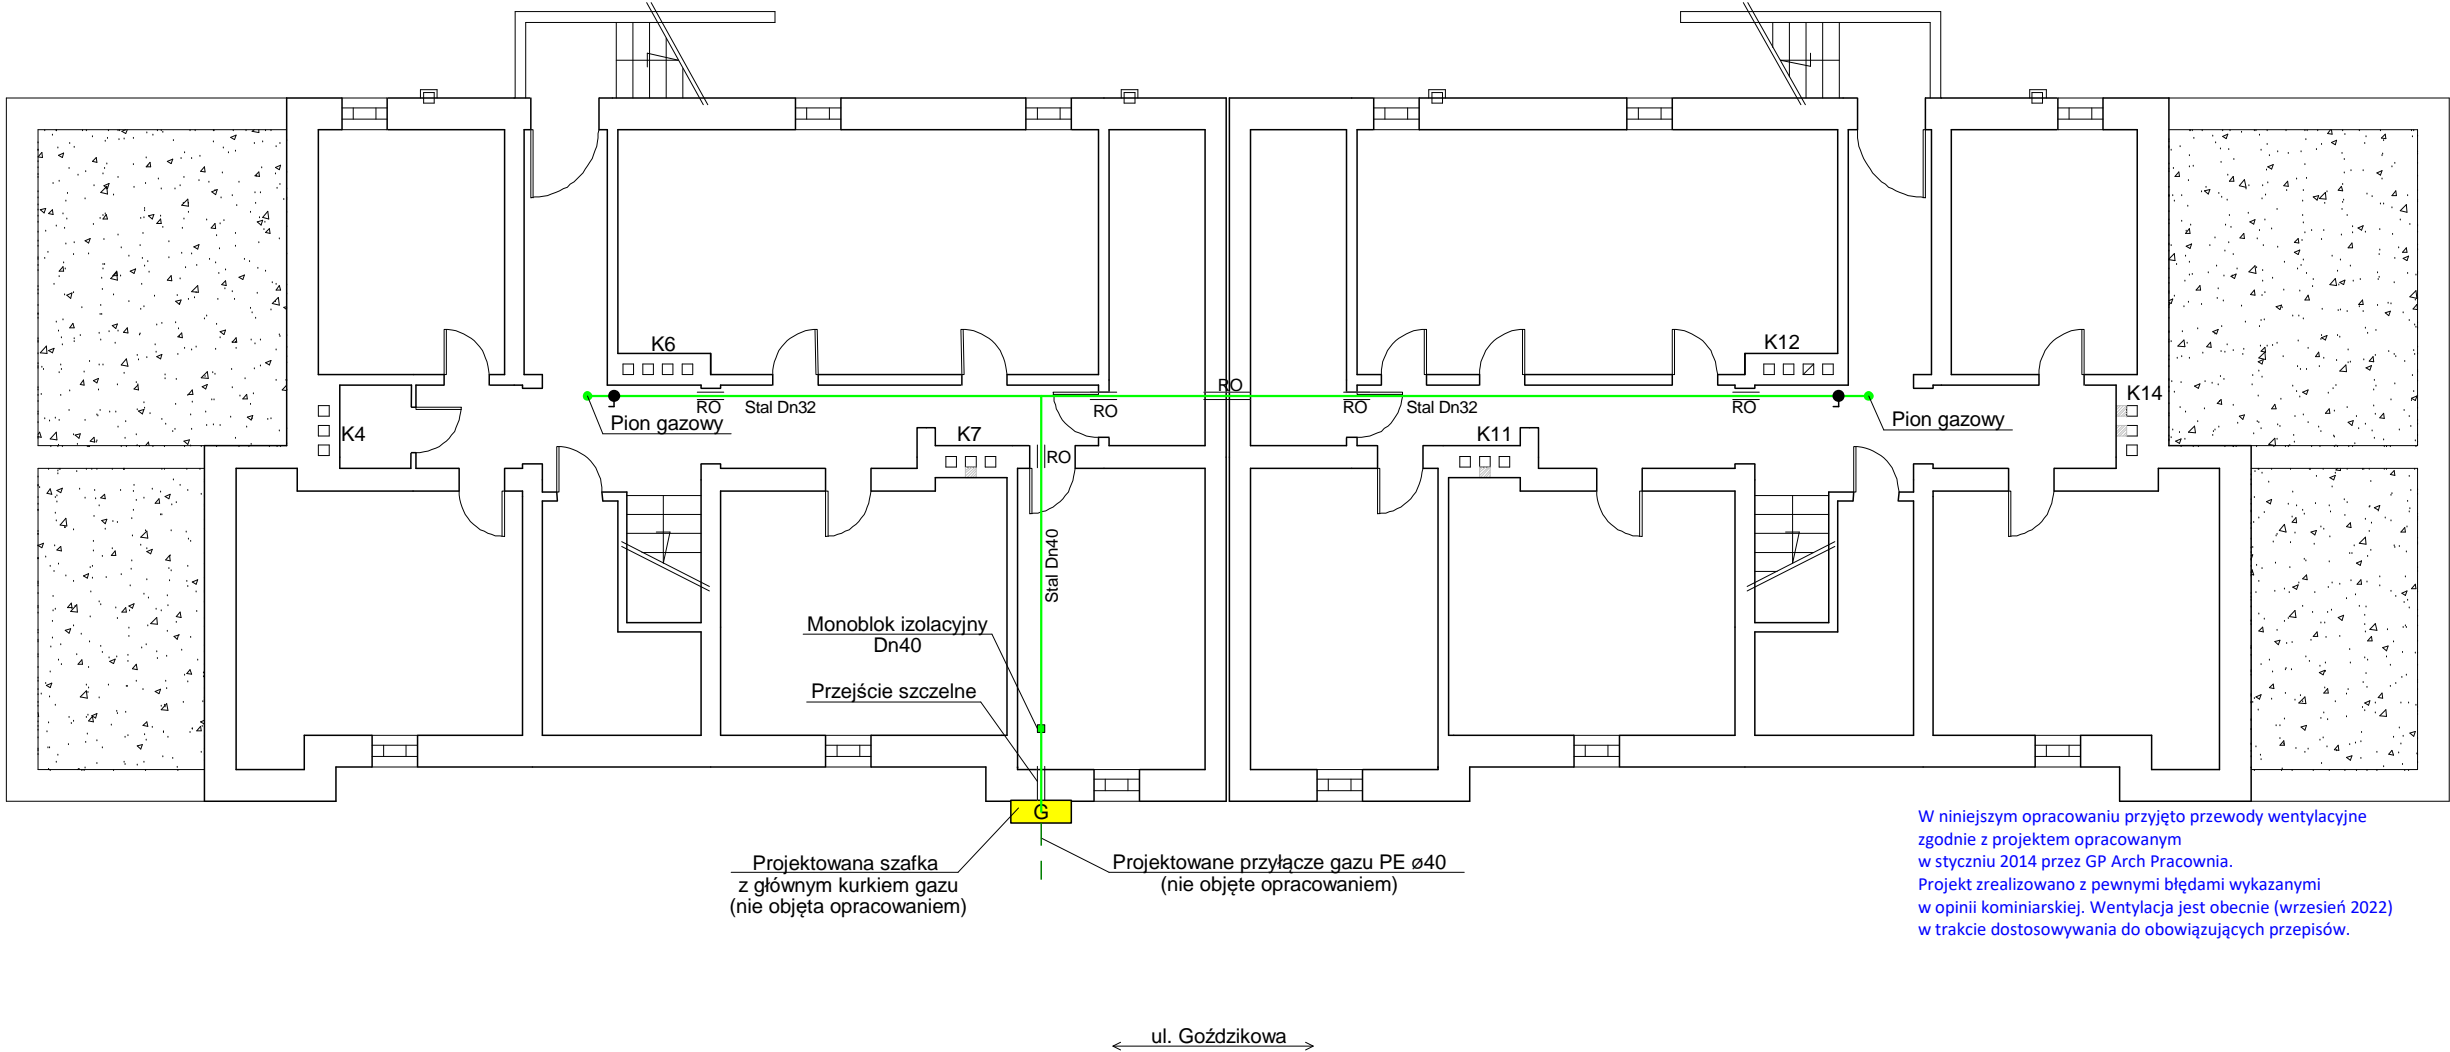 K6
K12
K14
RO
RO
Stal Dn32
RO
RO
Stal Dn32
RO
Pion gazowy
Pion gazowy
K4
K7
K11
RO
Stal Dn40
Monoblok izolacyjny
Dn40
Przejście szczelne
G
Projektowana szafka
z głównym kurkiem gazu
(nie objęta opracowaniem)
Projektowane przyłącze gazu PE ø40
(nie objęte opracowaniem)
W niniejszym opracowaniu przyjęto przewody wentylacyjne
zgodnie z projektem opracowanym
w styczniu 2014 przez GP Arch Pracownia.
Projekt zrealizowano z pewnymi błędami wykazanymi
w opinii kominiarskiej. Wentylacja jest obecnie (wrzesień 2022)
w trakcie dostosowywania do obowiązujących przepisów.
ul. Goździkowa